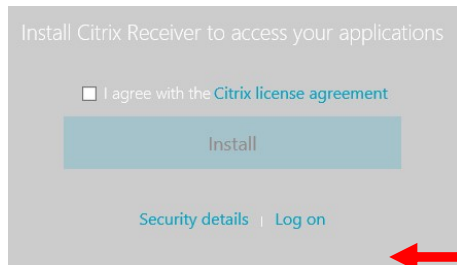 Install Citrix Receiver to access your applications
I agree with the Citrix license agreement
Install
Security details | Log on